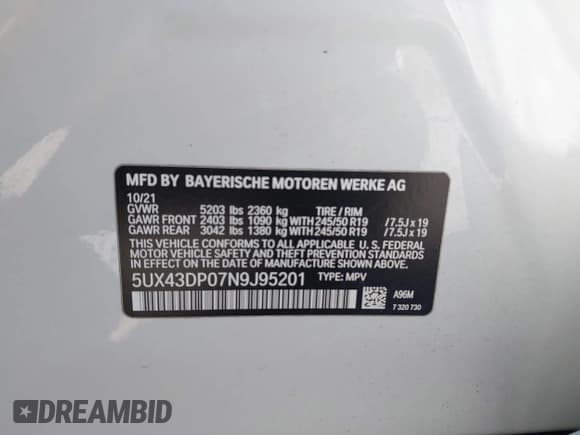 MFD BY BAYERISCHE MOTOREN WERKE AG
10/21
GVWR 5203 lbs 2360 kg TIRE / RIM
GAWR FRONT 2403 lbs 1090 kg WITH 245/50 R19 /7.5J x 19
GAWR REAR 3042 lbs 1380 kg WITH 245/50 R19 /7.5J x 19
THIS VEHICLE CONFORMS TO ALL APPLICABLE U. S. FEDERAL
MOTOR VEHICLE SAFETY STANDARDS IN EFFECT ON THE
DATE OF MANUFACTURE SHOWN ABOVE.
5UX43DP07N9J95201 TYPE: MPV
A96M
7 320 730
DREAMBID